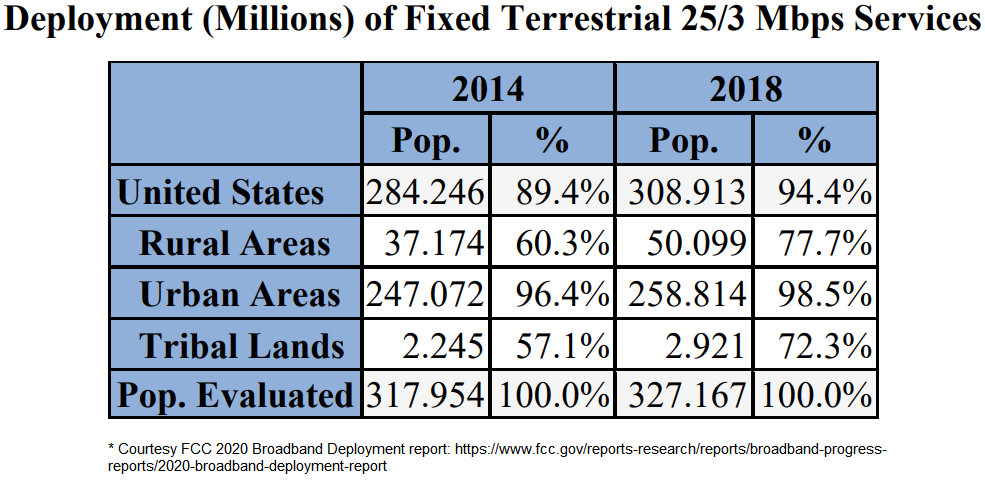 Deployment (Millions) of Fixed Terrestrial 25/3 Mbps Services
2014 2018
Pop. % Pop. %
United States 284.246 89.4% 308.913 94.4%
Rural Areas 37.174 60.3% 50.099 77.7%
Urban Areas 247.072 96.4% 258.814 98.5%
Tribal Lands 2.245 57.1% 2.921 72.3%
Pop. Evaluated 317.954 100.0% 327.167 100.0%
* Courtesy FCC 2020 Broadband Deployment report: https://www.fcc.gov/reports-research/reports/broadband-progress-
reports/2020-broadband-deployment-report